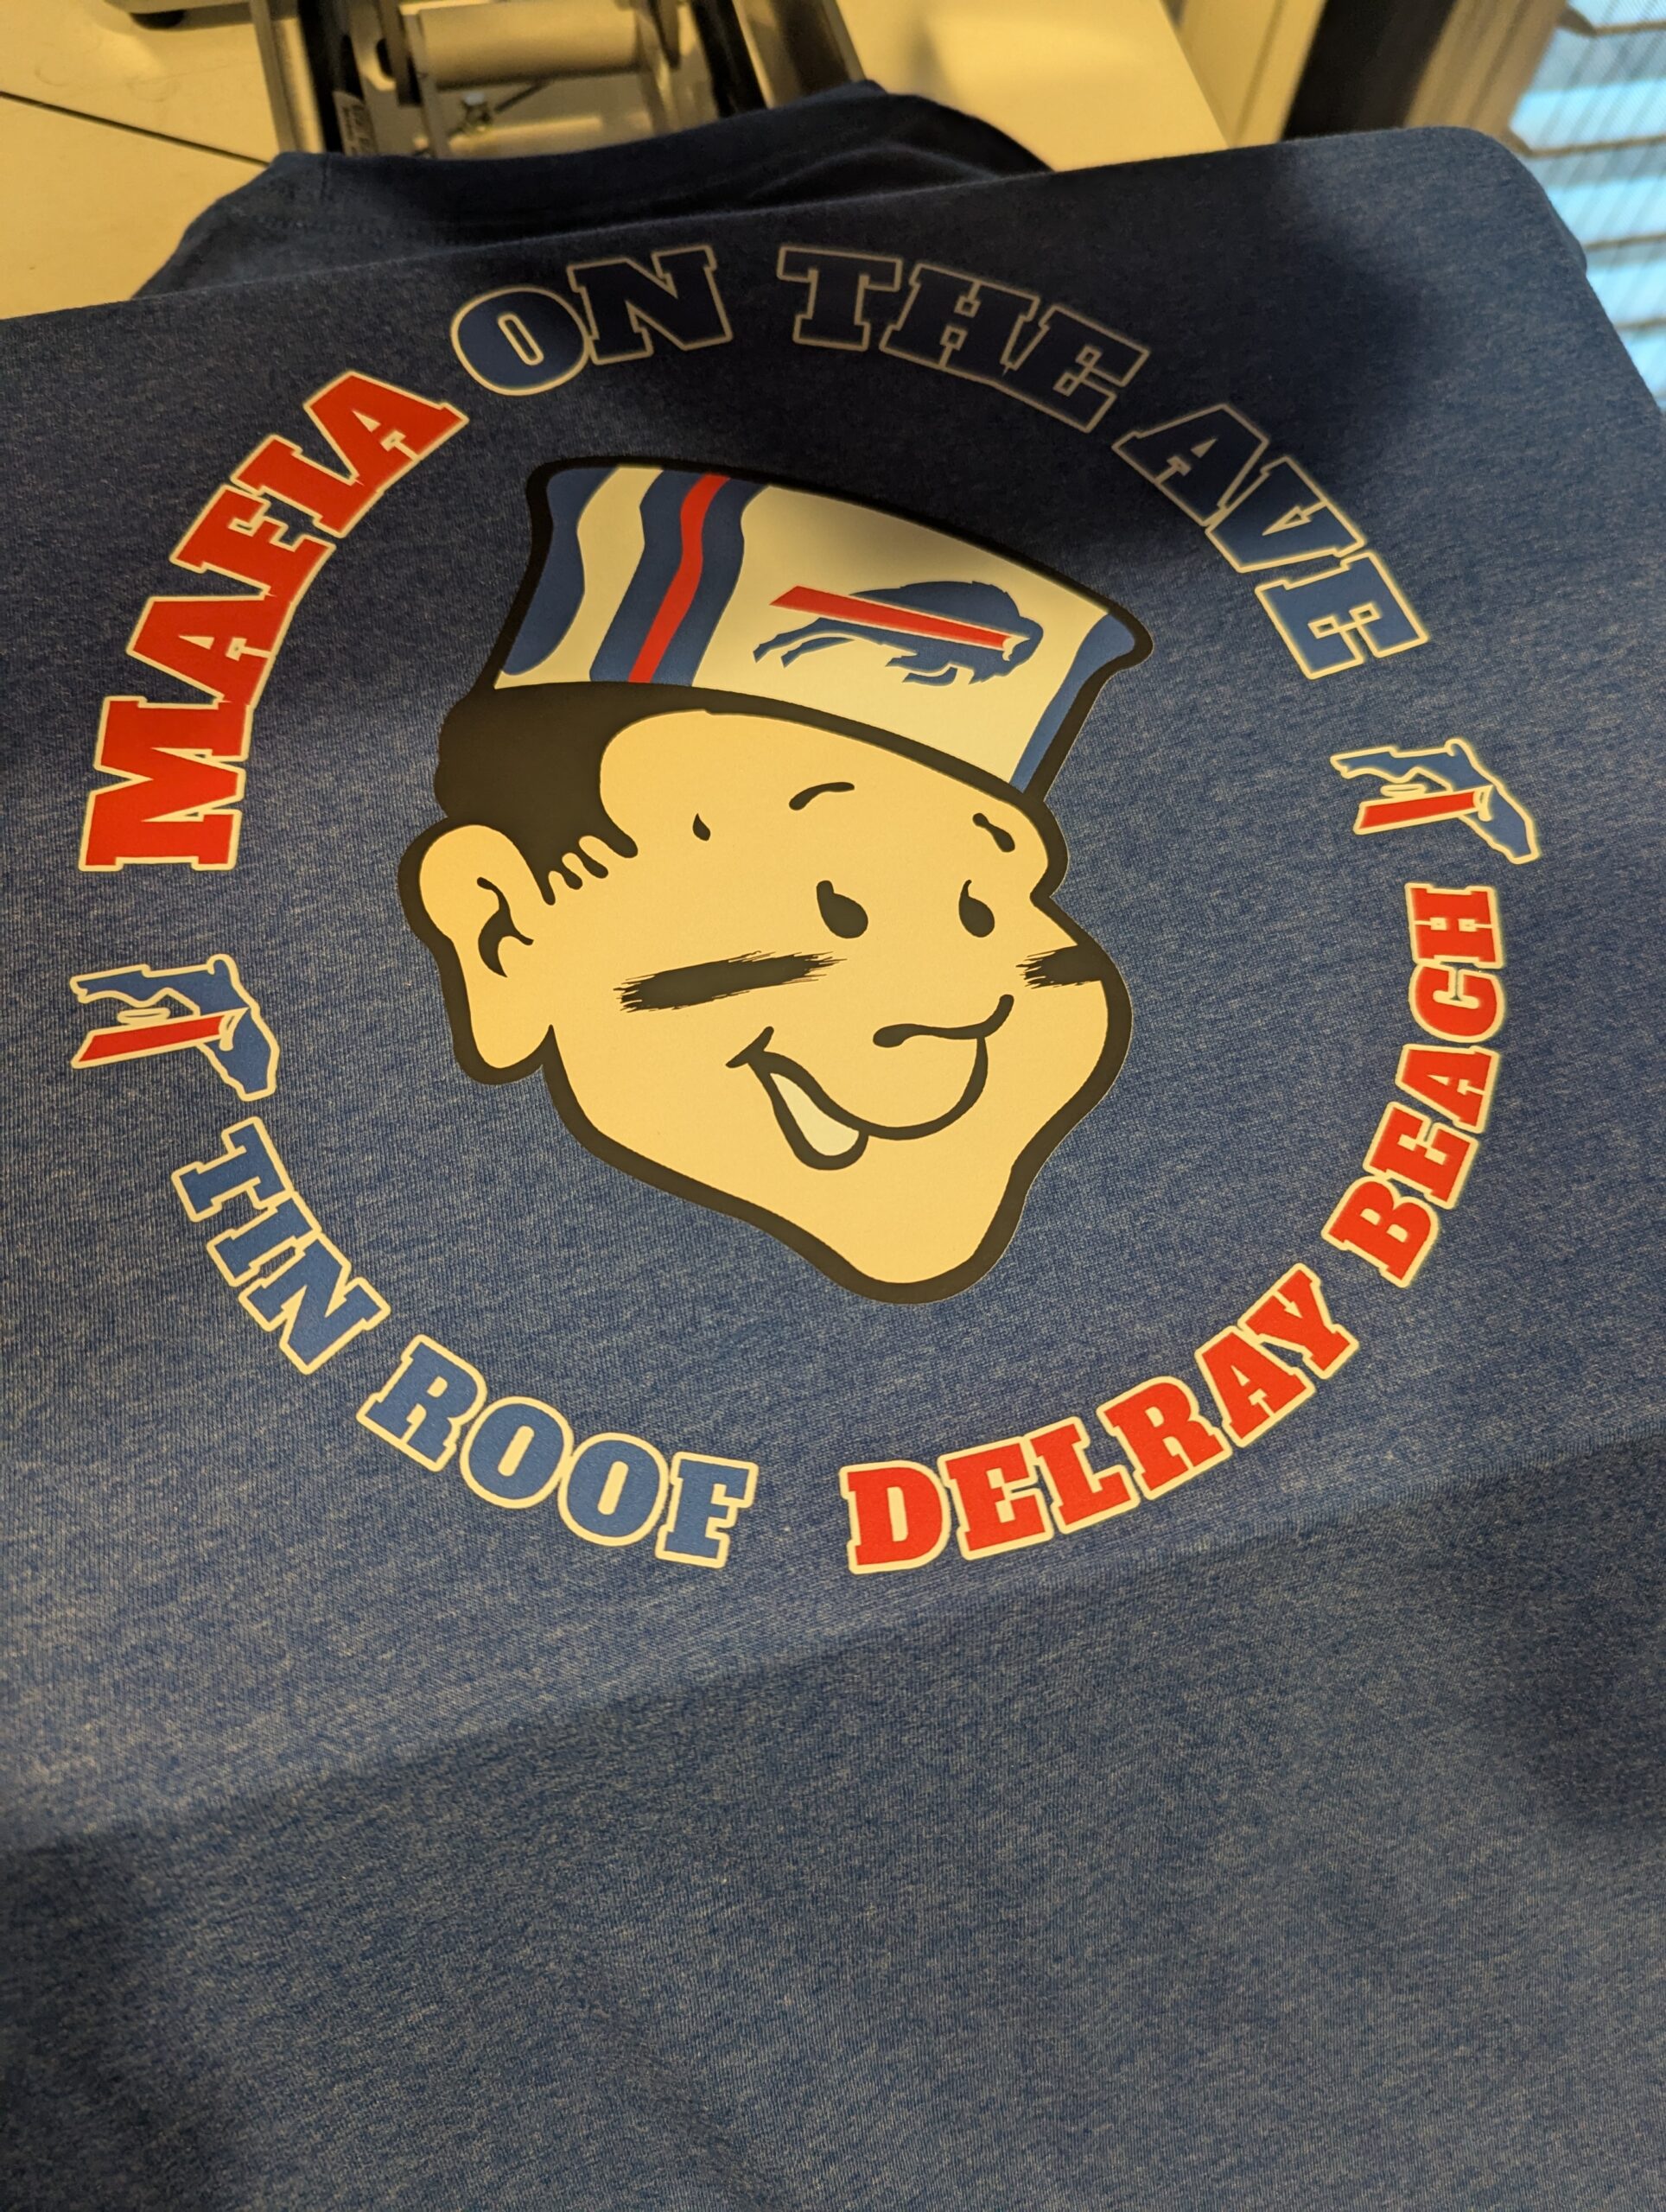 MAFIA ON THE AVE
TIN ROOF DELRAY BEACH